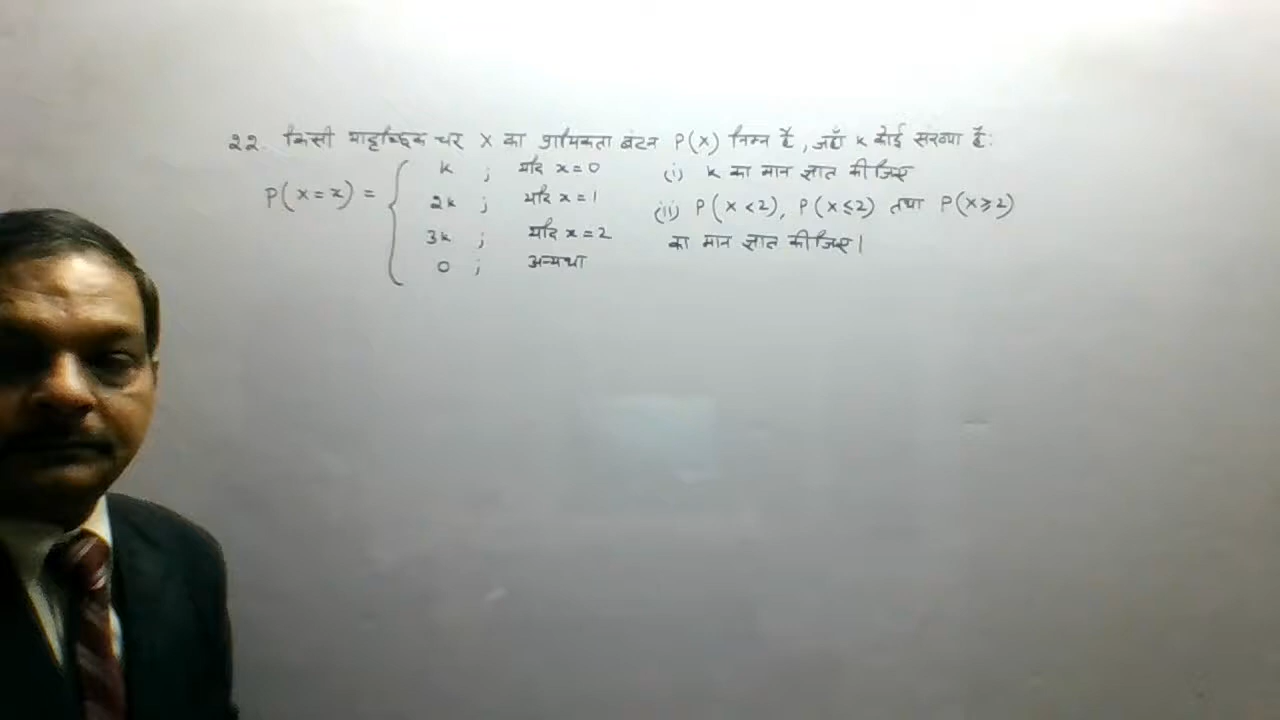 22. किसी यादृच्छिक चर X का प्रायिकता बंटन P(X) निम्न है, जहाँ k कोई संख्या है:
P(X=x) = { k ; यदि x=0
2k ; यदि x=1
3k ; यदि x=2
0 ; अन्यथा
(i) k का मान ज्ञात कीजिए
(ii) P(X<2), P(X≤2) तथा P(X≥2)
का मान ज्ञात कीजिए।